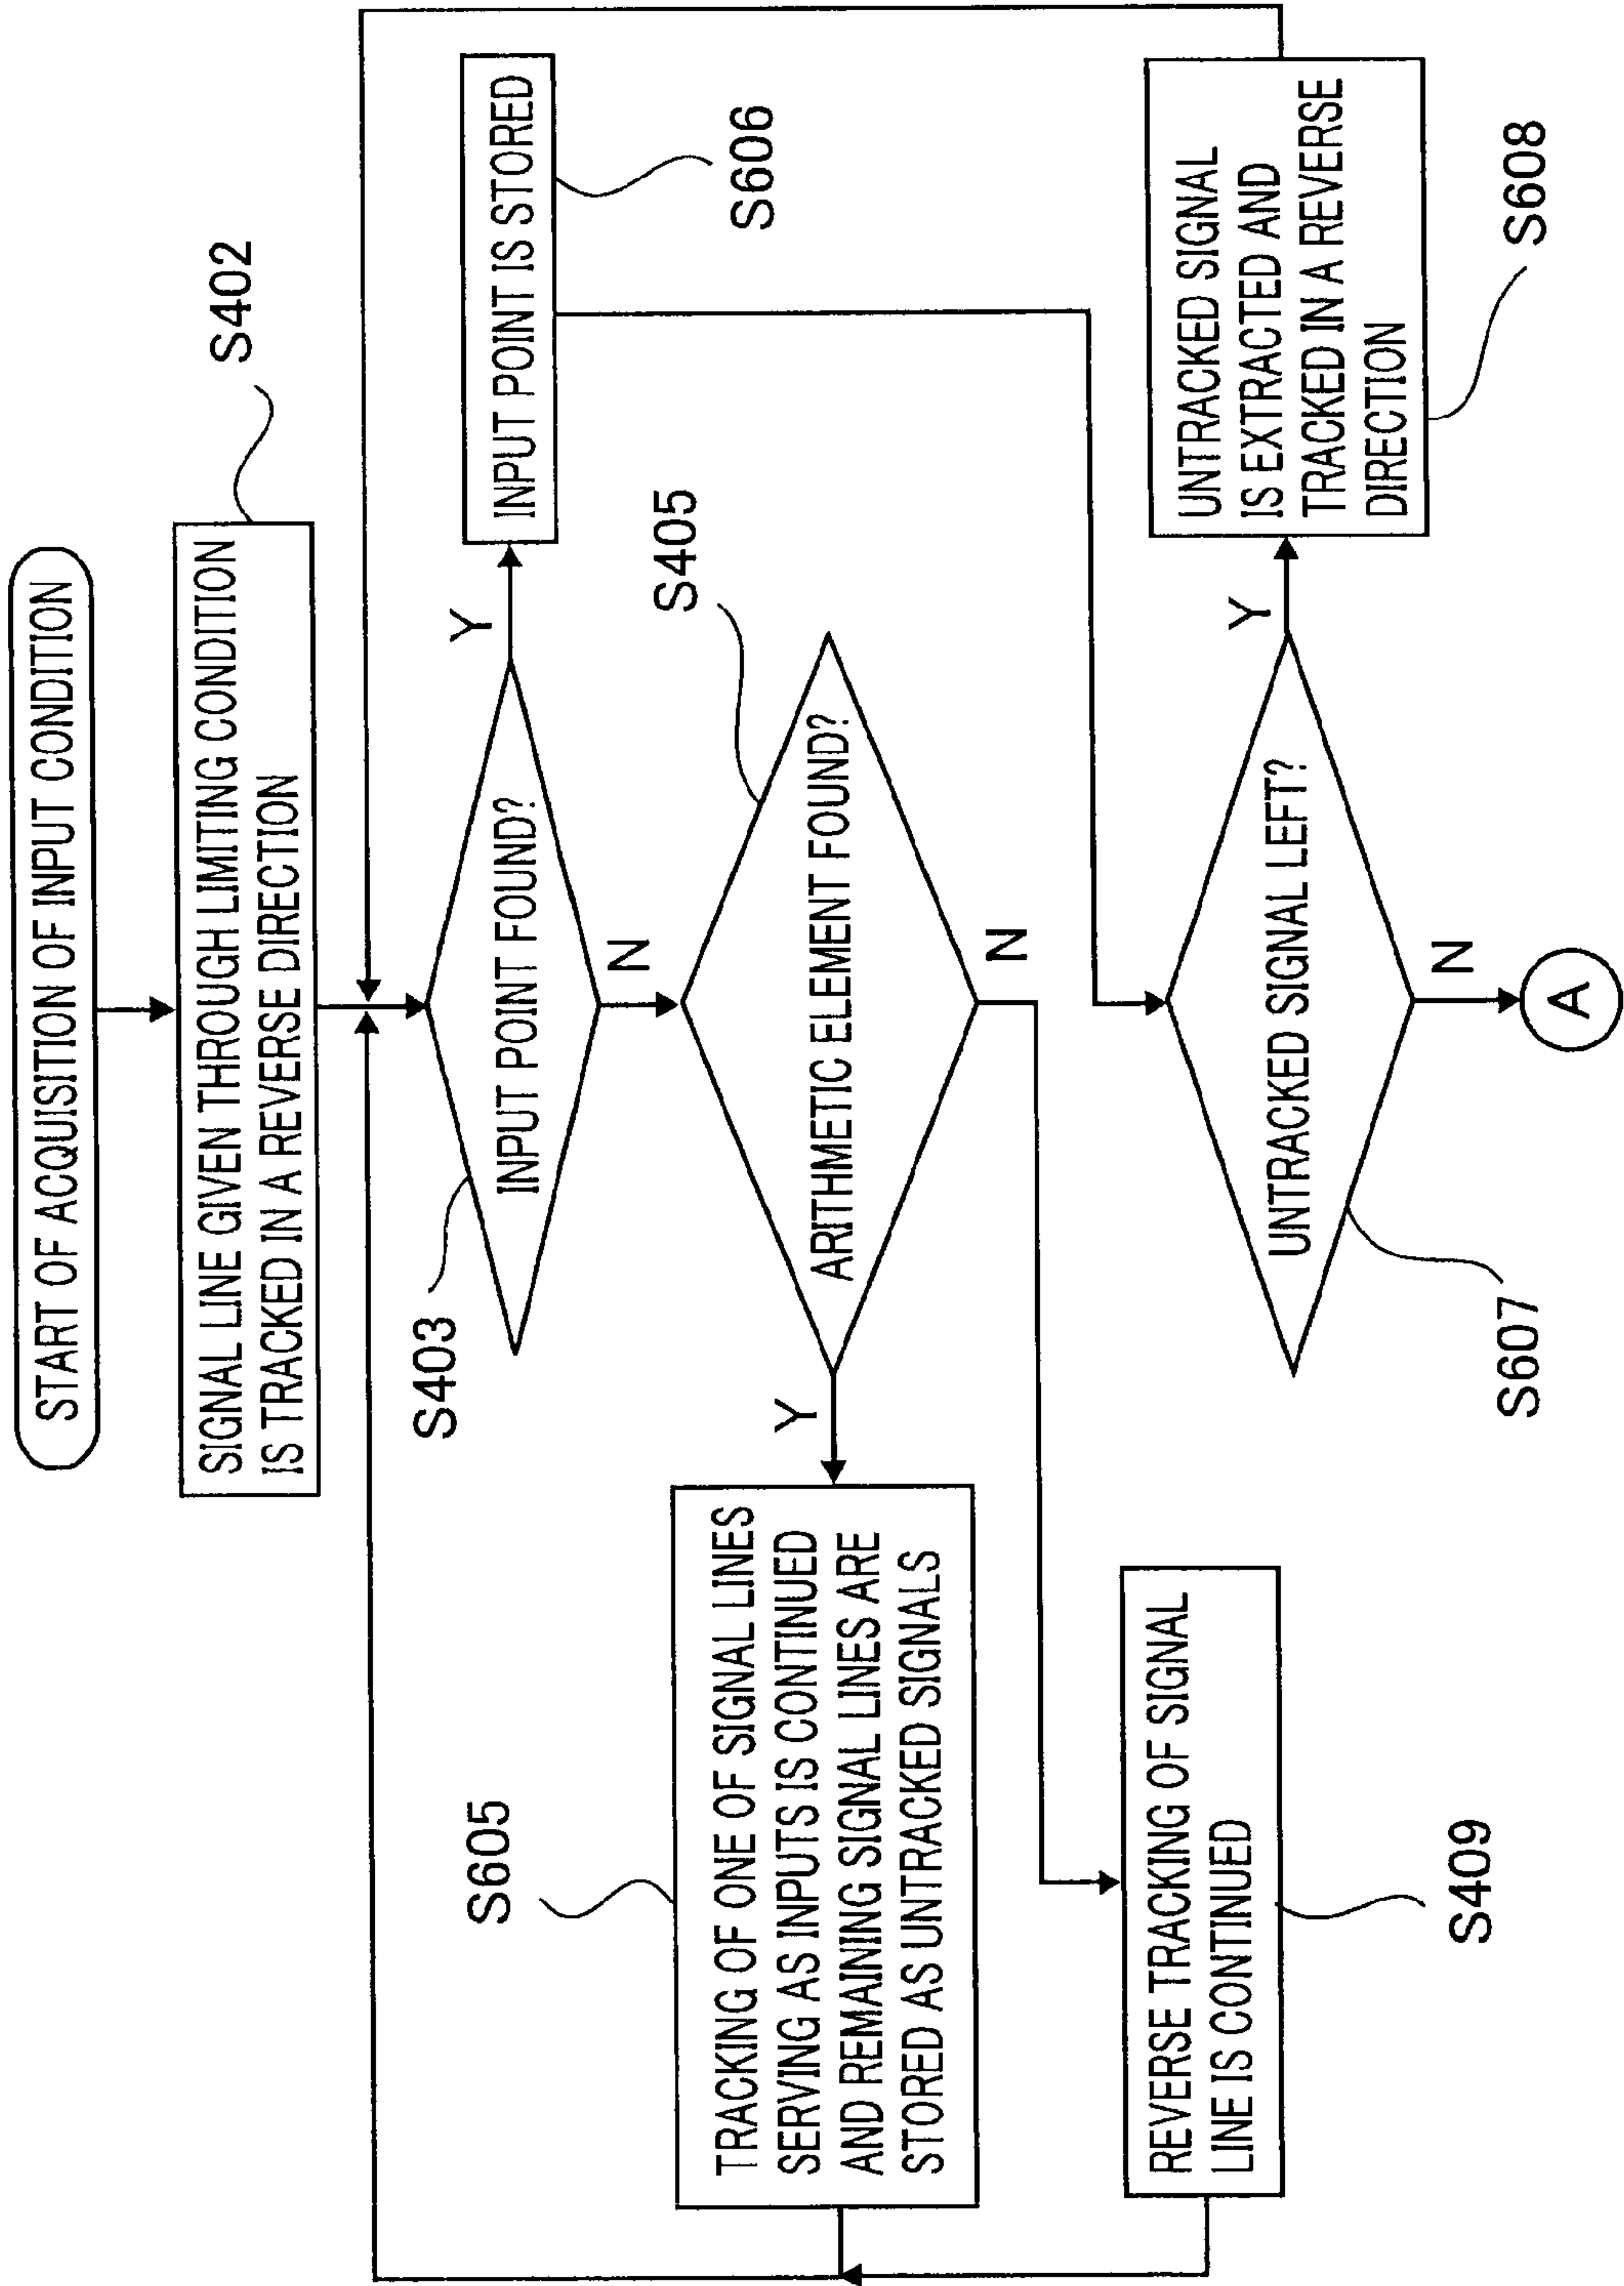 START OF ACQUISITION OF INPUT CONDITION
S402
SIGNAL LINE GIVEN THROUGH LIMITING CONDITION
IS TRACKED IN A REVERSE DIRECTION
S403
INPUT POINT FOUND?
Y
N
INPUT POINT IS STORED
S606
S405
ARITHMETIC ELEMENT FOUND?
Y
N
S605
TRACKING OF ONE OF SIGNAL LINES
SERVING AS INPUTS IS CONTINUED
AND REMAINING SIGNAL LINES ARE
STORED AS UNTRACKED SIGNALS
REVERSE TRACKING OF SIGNAL
LINE IS CONTINUED
S409
UNTRACKED SIGNAL LEFT?
S607
Y
N
UNTRACKED SIGNAL
IS EXTRACTED AND
TRACKED IN A REVERSE
DIRECTION
S608
A